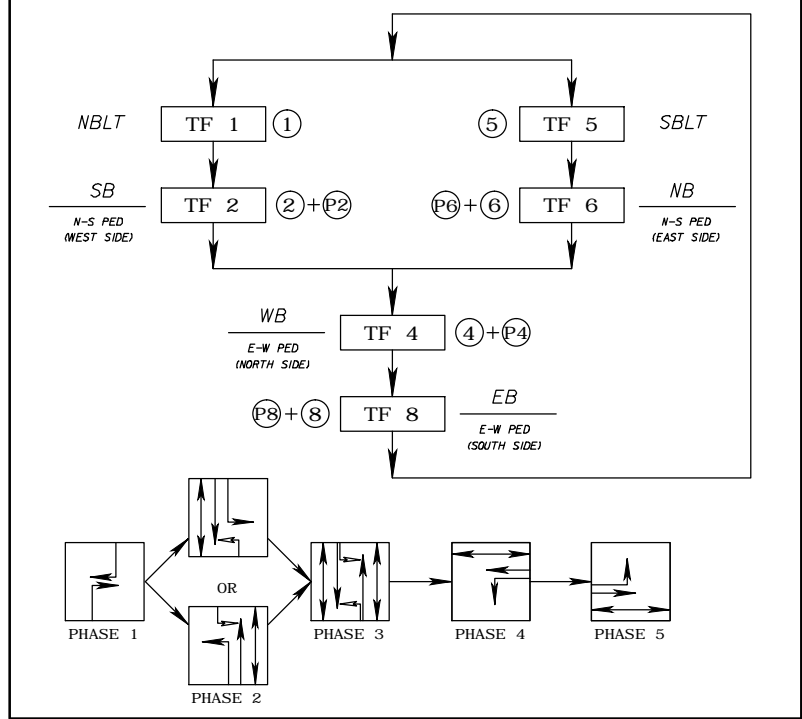 NBLT TF 1 1 5 TF 5 SBLT
SB TF 2 2+P2 P6+6 TF 6 NB
N-S PED
(WEST SIDE)
N-S PED
(EAST SIDE)
WB TF 4 4+P4
E-W PED
(NORTH SIDE)
P8+8 TF 8 EB
E-W PED
(SOUTH SIDE)
OR
PHASE 1
PHASE 2
PHASE 3
PHASE 4
PHASE 5